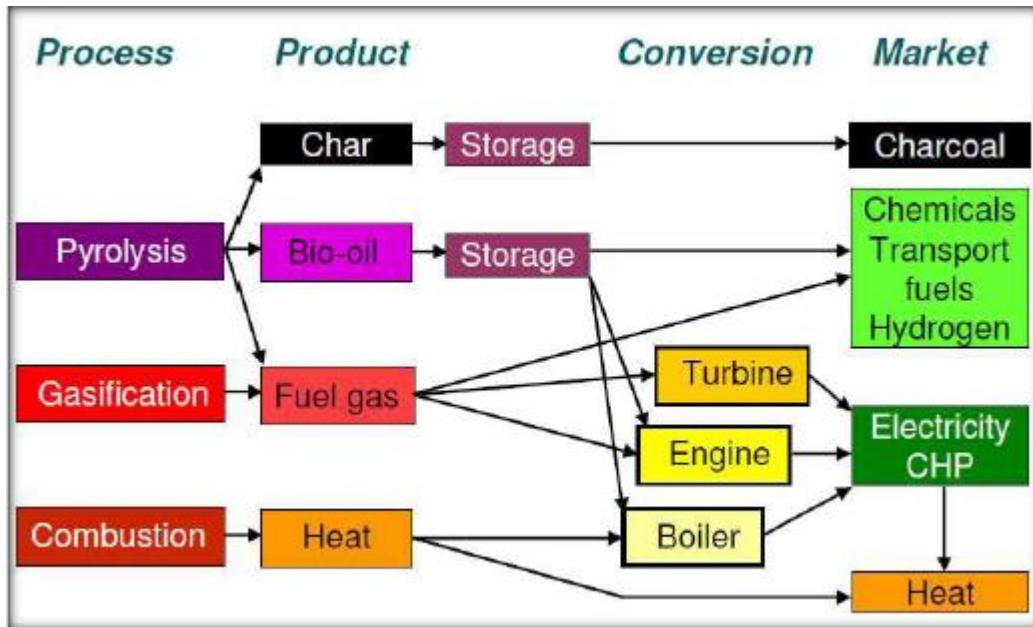 Process Product Conversion Market
Char Storage Charcoal
Pyrolysis Bio-oil Storage Chemicals
Transport
fuels
Hydrogen
Gasification Fuel gas Turbine
Engine Electricity
CHP
Combustion Heat Boiler
Heat